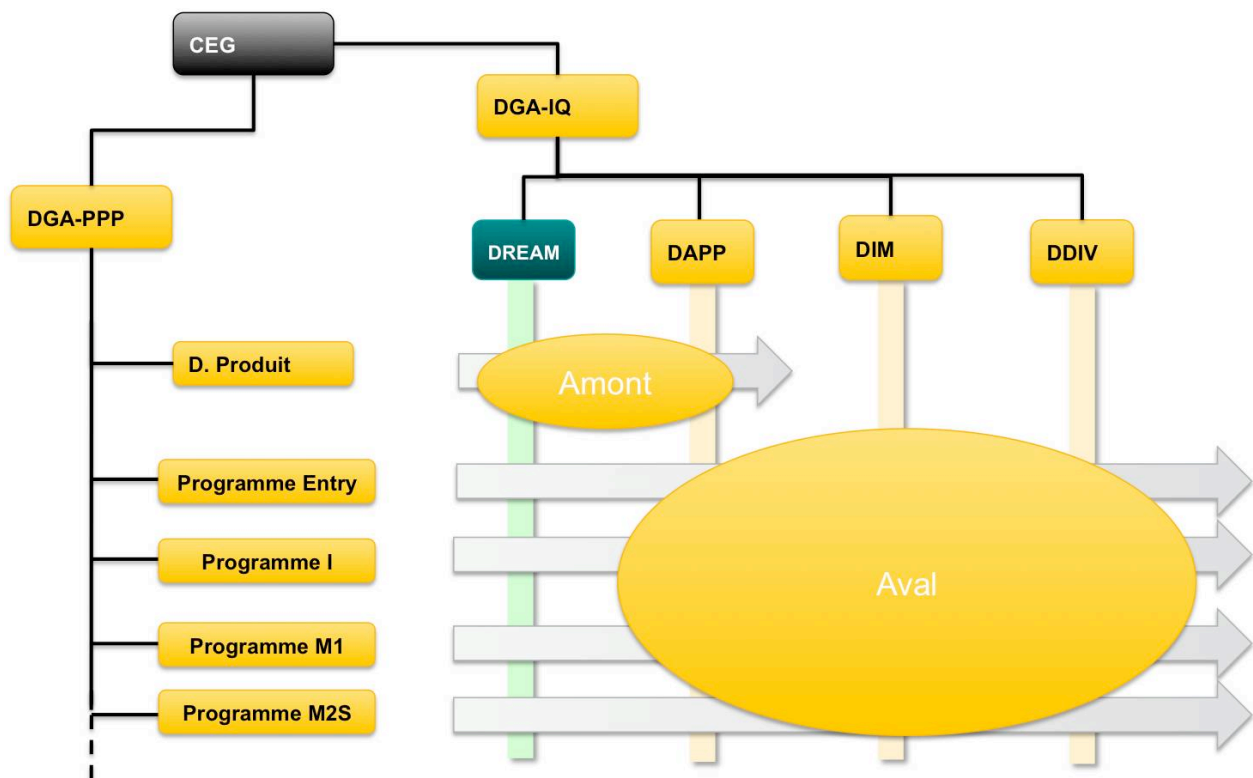 CEG
DGA-IQ
DGA-PPP
DREAM
DAPP
DIM
DDIV
D. Produit
Amont
Programme Entry
Programme I
Aval
Programme M1
Programme M2S